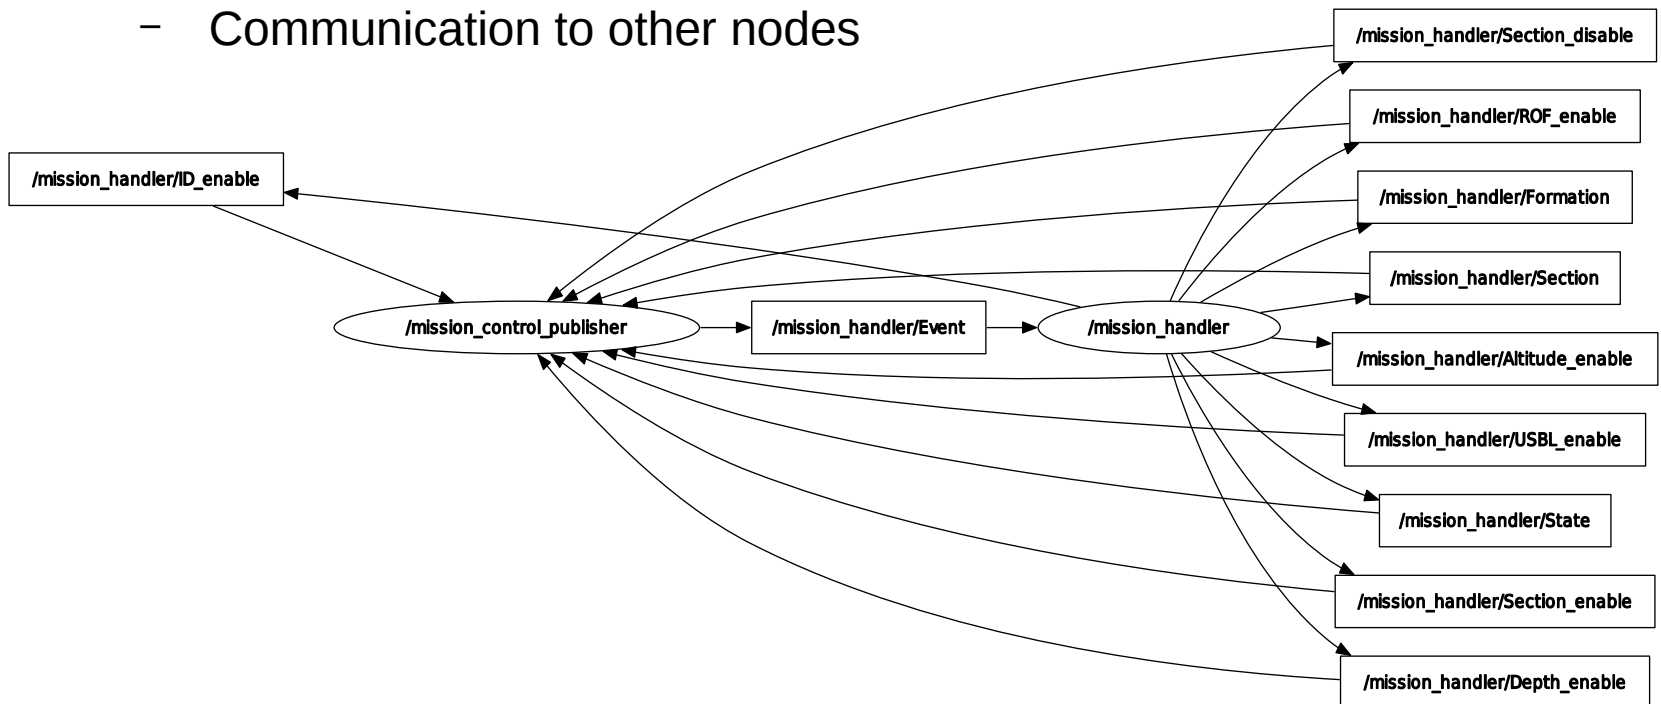 – Communication to other nodes
/mission_handler/Section_disable
/mission_handler/ROF_enable
/mission_handler/ID_enable
/mission_handler/Formation
/mission_handler/Section
/mission_control_publisher
/mission_handler/Event
/mission_handler
/mission_handler/Altitude_enable
/mission_handler/USBL_enable
/mission_handler/State
/mission_handler/Section_enable
/mission_handler/Depth_enable